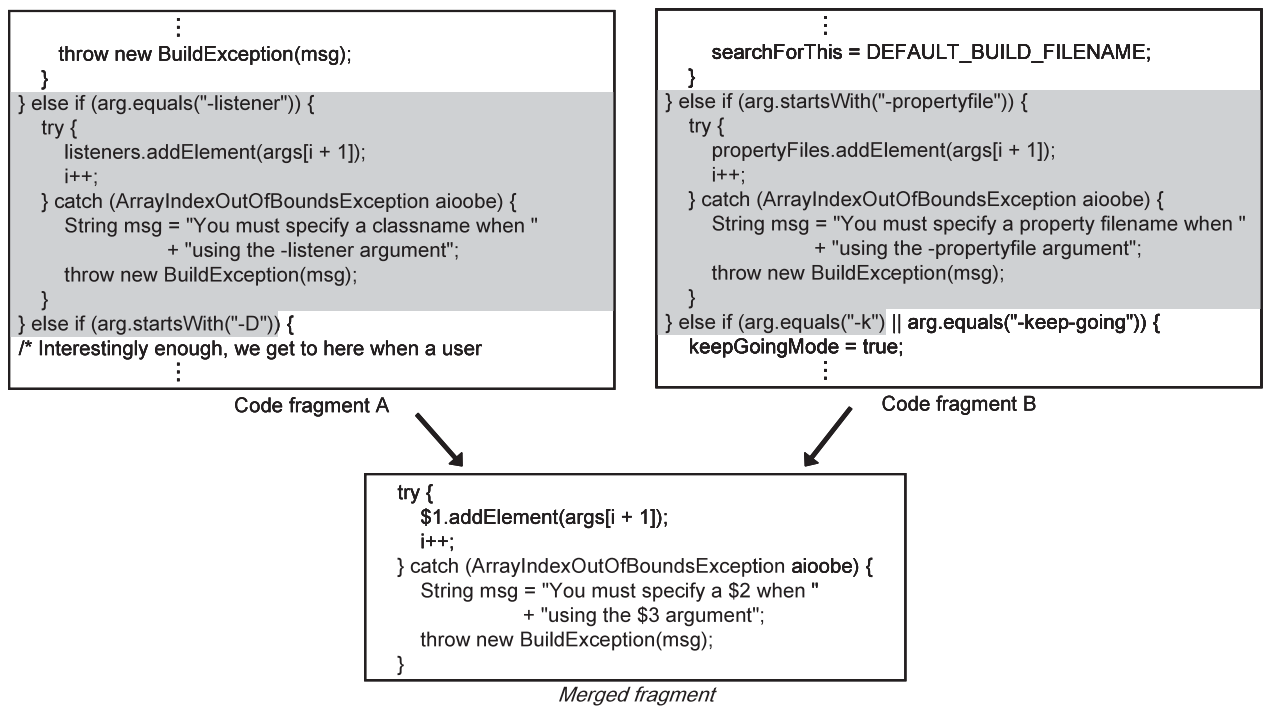 ⋮
throw new BuildException(msg);
}
} else if (arg.equals("-listener")) {
try {
listeners.addElement(args[i + 1]);
i++;
} catch (ArrayIndexOutOfBoundsException aioobe) {
String msg = "You must specify a classname when "
+ "using the -listener argument";
throw new BuildException(msg);
}
} else if (arg.startsWith("-D")) {
/* Interestingly enough, we get to here when a user
⋮
Code fragment A
⋮
searchForThis = DEFAULT_BUILD_FILENAME;
}
} else if (arg.startsWith("-propertyfile")) {
try {
propertyFiles.addElement(args[i + 1]);
i++;
} catch (ArrayIndexOutOfBoundsException aioobe) {
String msg = "You must specify a property filename when "
+ "using the -propertyfile argument";
throw new BuildException(msg);
}
} else if (arg.equals("-k") || arg.equals("-keep-going")) {
keepGoingMode = true;
⋮
Code fragment B
try {
$1.addElement(args[i + 1]);
i++;
} catch (ArrayIndexOutOfBoundsException aioobe) {
String msg = "You must specify a $2 when "
+ "using the $3 argument";
throw new BuildException(msg);
}
Merged fragment